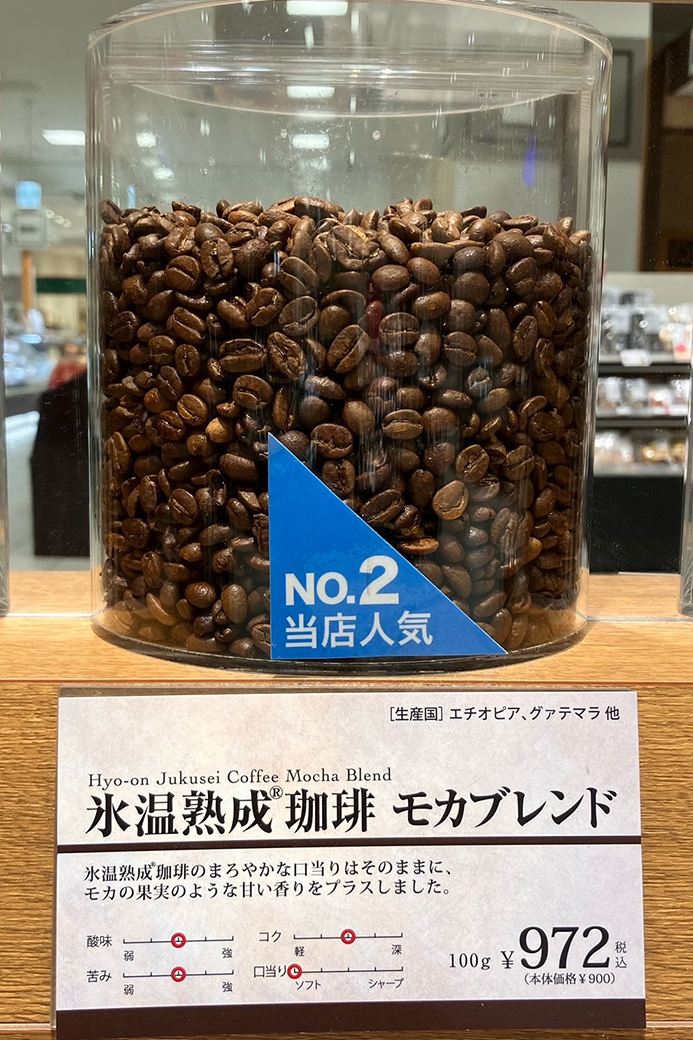 NO.2
当店人気
[生産国] エチオピア、グァテマラ 他
Hyo-on Jukusei Coffee Mocha Blend
氷温熟成®珈琲 モカブレンド
氷温熟成®珈琲のまろやかな口当りはそのままに、
モカの果実のような甘い香りをプラスしました。
酸味 弱 強
コク 軽 深
苦み 弱 強
口当り ソフト シャープ
100g ¥972 税込
(本体価格¥900)